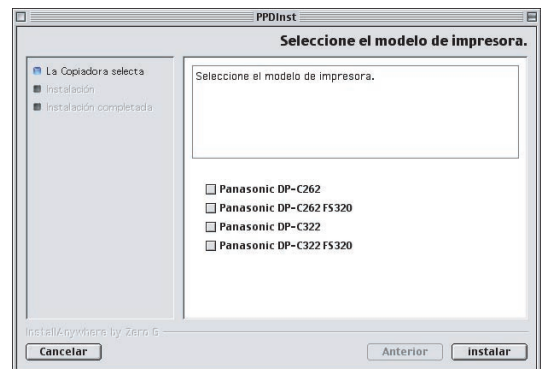 PPDInst
Seleccione el modelo de impresora.
La Copiadora selecta
Instalación
Instalación completada
Seleccione el modelo de impresora.
Panasonic DP-C262
Panasonic DP-C262 FS320
Panasonic DP-C322
Panasonic DP-C322 FS320
InstallAnywhere by Zero G
Cancelar
Anterior
instalar